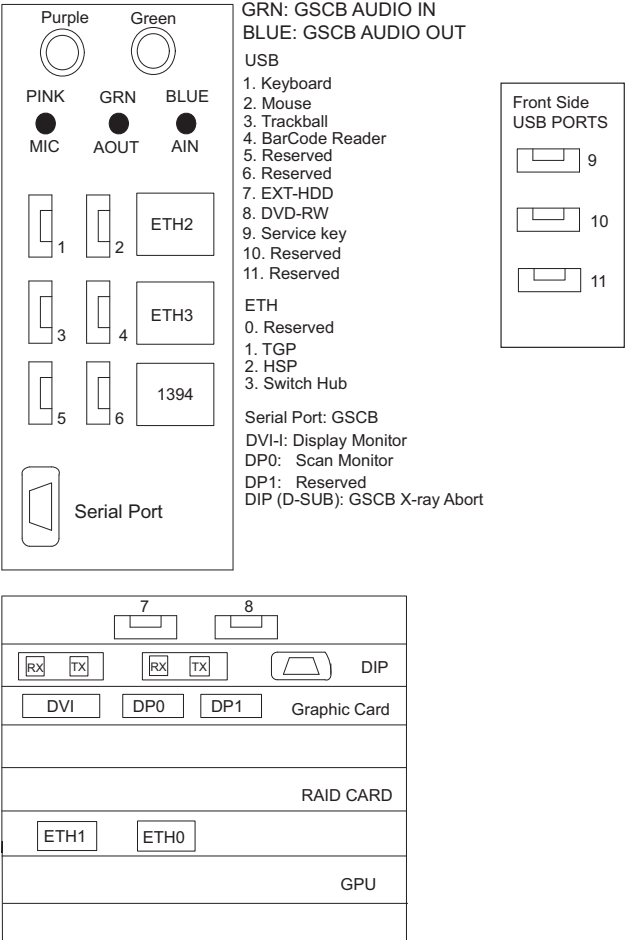 Purple Green
PINK GRN BLUE
MIC AOUT AIN
1 2 ETH2
3 4 ETH3
5 6 1394
Serial Port
GRN: GSCB AUDIO IN
BLUE: GSCB AUDIO OUT
USB
1. Keyboard
2. Mouse
3. Trackball
4. BarCode Reader
5. Reserved
6. Reserved
7. EXT-HDD
8. DVD-RW
9. Service key
10. Reserved
11. Reserved
ETH
0. Reserved
1. TGP
2. HSP
3. Switch Hub
Serial Port: GSCB
DVI-I: Display Monitor
DP0: Scan Monitor
DP1: Reserved
DIP (D-SUB): GSCB X-ray Abort
Front Side
USB PORTS
9
10
11
7 8
RX TX RX TX DIP
DVI DP0 DP1 Graphic Card
RAID CARD
ETH1 ETH0
GPU